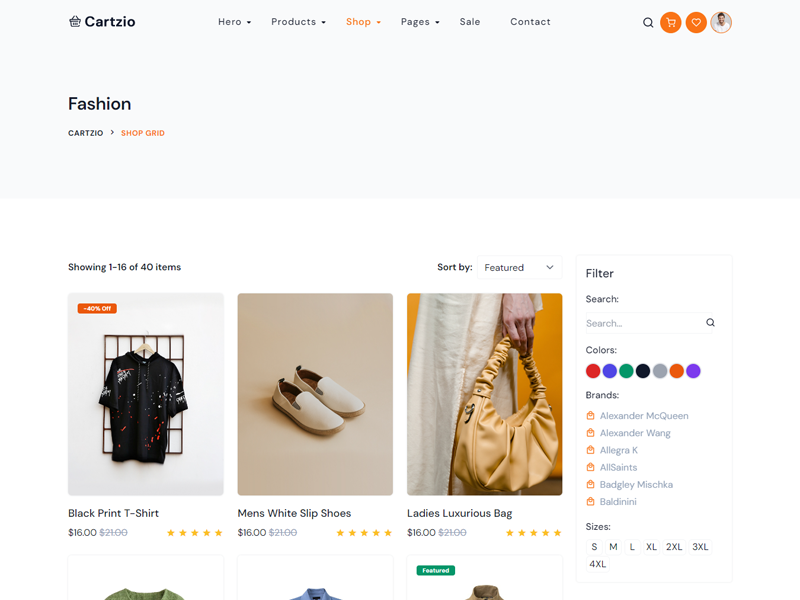 Cartzio
Hero Products Shop Pages Sale Contact
Fashion
CARTZIO > SHOP GRID
Showing 1-16 of 40 items
Sort by: Featured
-40% Off
Black Print T-Shirt
$16.00 $21.00
Mens White Slip Shoes
$16.00 $21.00
Ladies Luxurious Bag
$16.00 $21.00
Featured
Filter
Search:
Search...
Colors:
Brands:
Alexander McQueen
Alexander Wang
Allegra K
AllSaints
Badgley Mischka
Baldinini
Sizes:
S M L XL 2XL 3XL
4XL